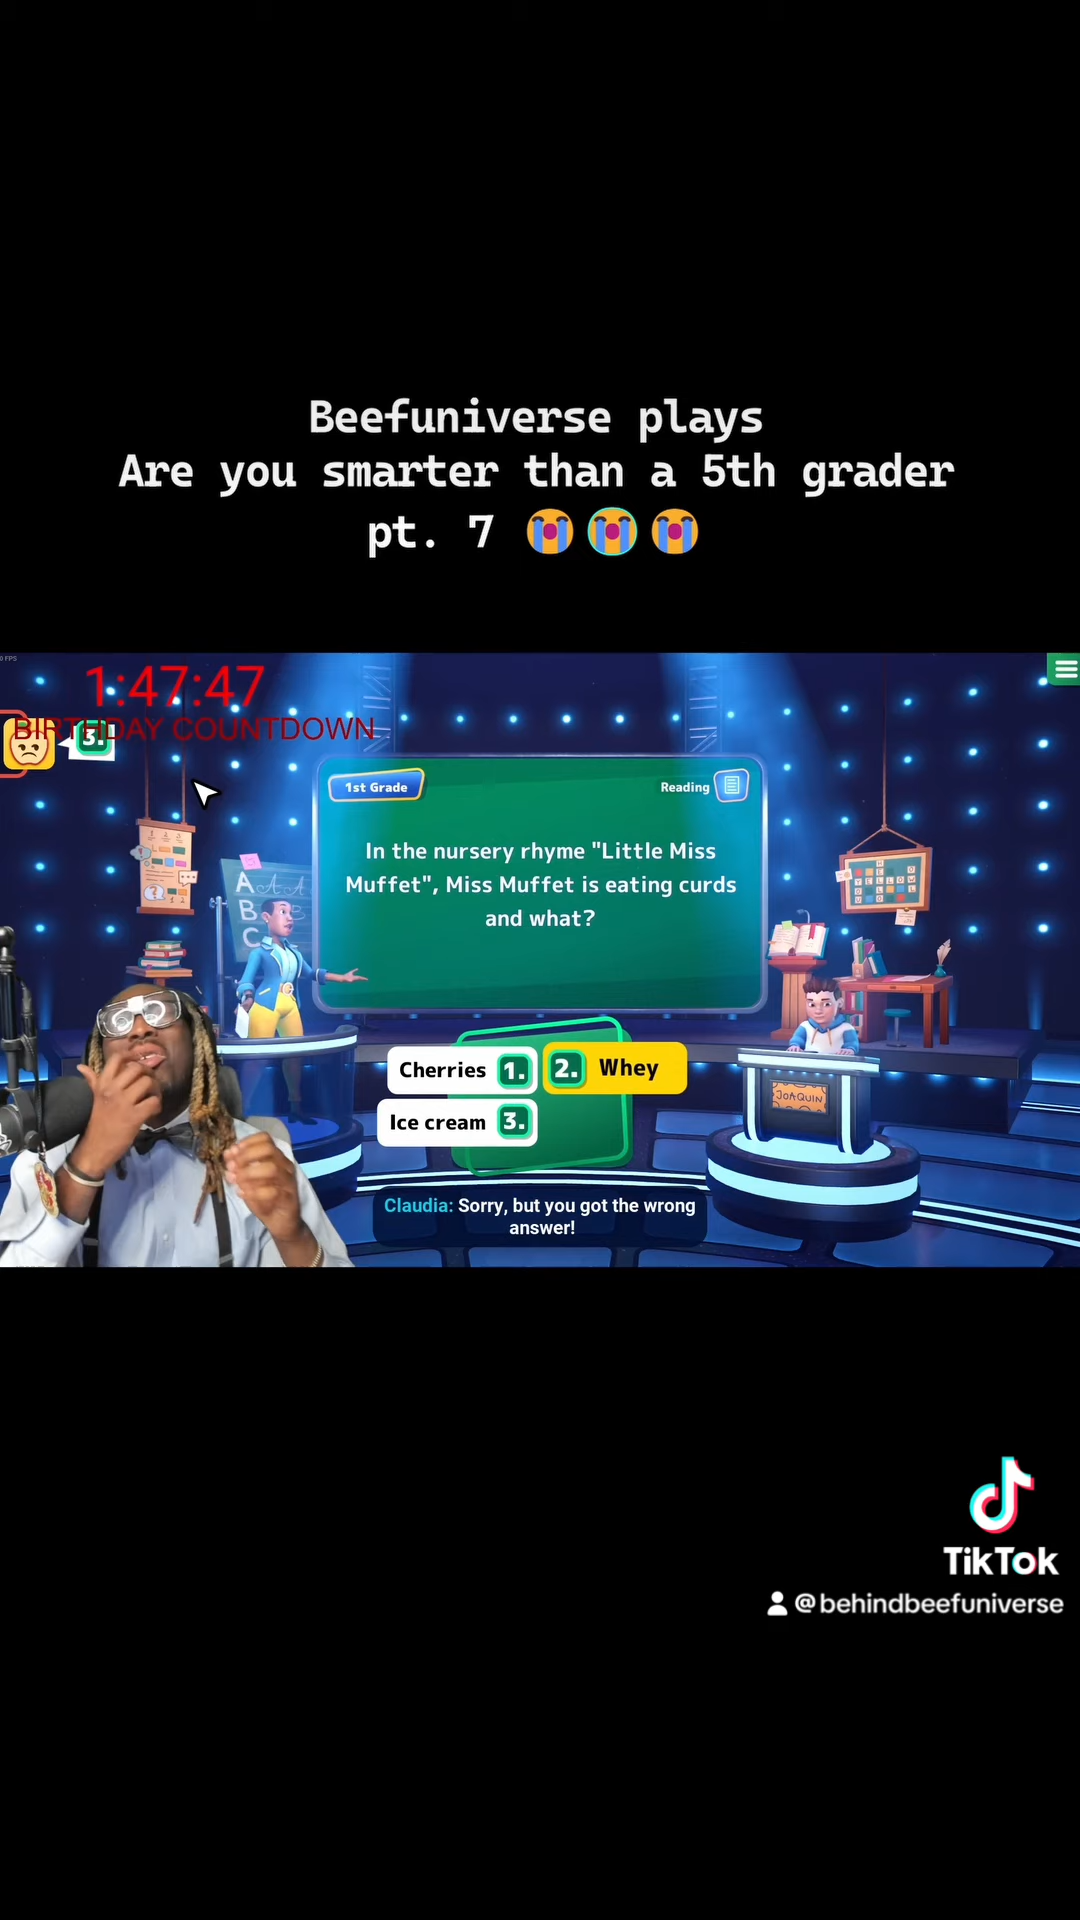 Beefuniverse plays
Are you smarter than a 5th grader
pt. 7 😭😭😭
1:47:47
BIRTHDAY COUNTDOWN
3.
1st Grade
Reading
In the nursery rhyme "Little Miss
Muffet", Miss Muffet is eating curds
and what?
A
B
C
Cherries 1.
2. Whey
Ice cream 3.
JOAQUIN
Claudia: Sorry, but you got the wrong
answer!
TikTok
@behindbeefuniverse